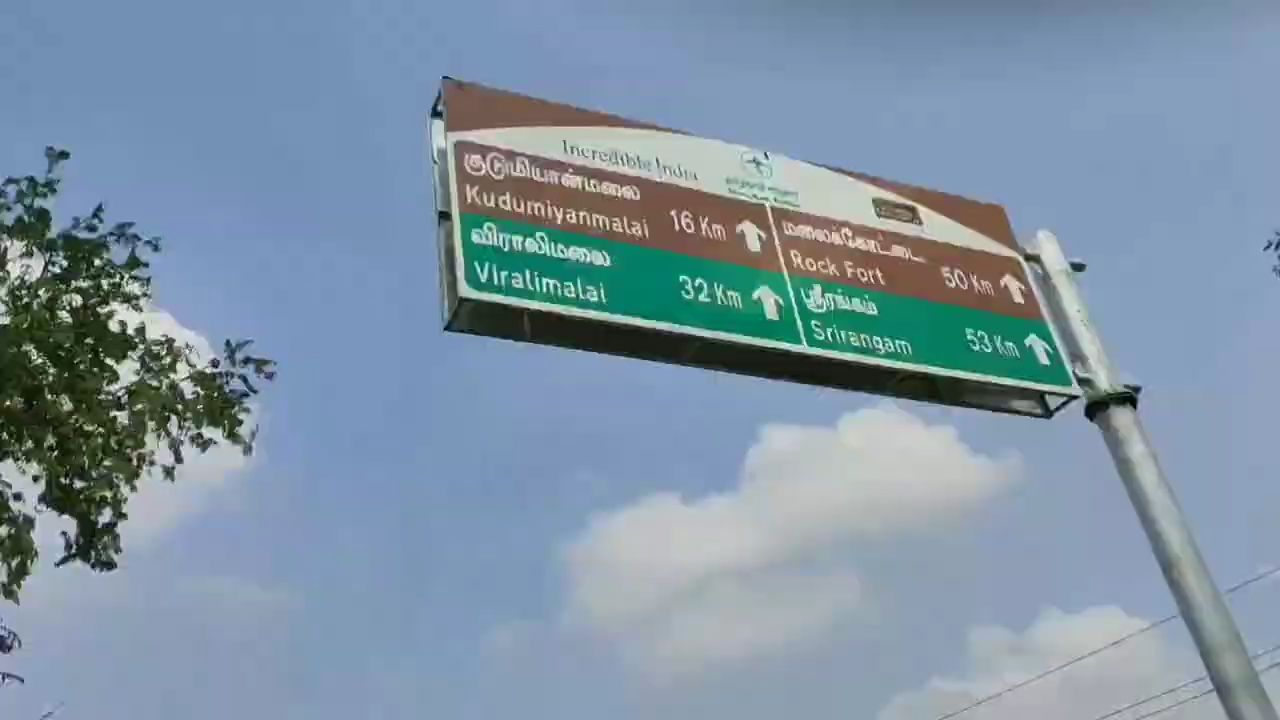 Incredible India
குடுமியான்மலை
Kudumiyanmalai 16 Km
விராலிமலை
Viralimalai 32 Km
மலைக்கோட்டை
Rock Fort 50 Km
ஸ்ரீரங்கம்
Srirangam 53 Km